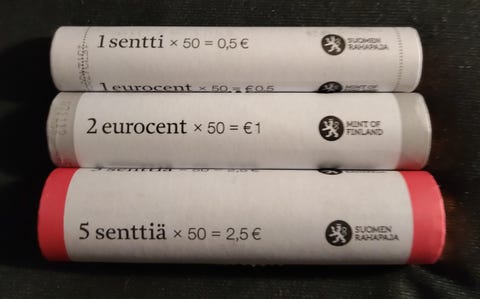 1 sentti × 50 = 0,5 €
SUOMEN
RAHAPAJA
1 eurocent × 50 = €0.5
2 eurocent × 50 = €1
MINT OF
FINLAND
5 senttiä × 50 = 2,5 €
SUOMEN
RAHAPAJA